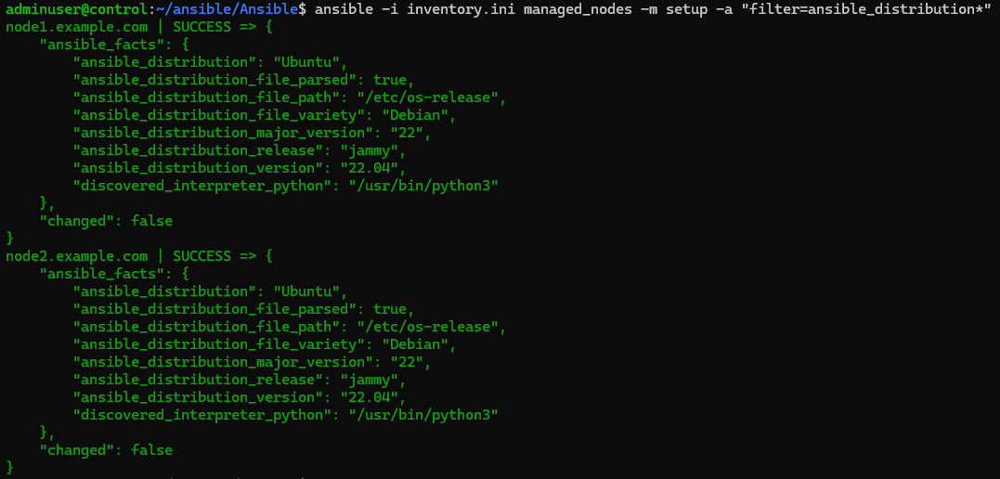 adminuser@control:~/ansible/Ansible$ ansible -i inventory.ini managed_nodes -m setup -a "filter=ansible_distribution*"
node1.example.com | SUCCESS => {
    "ansible_facts": {
        "ansible_distribution": "Ubuntu",
        "ansible_distribution_file_parsed": true,
        "ansible_distribution_file_path": "/etc/os-release",
        "ansible_distribution_file_variety": "Debian",
        "ansible_distribution_major_version": "22",
        "ansible_distribution_release": "jammy",
        "ansible_distribution_version": "22.04",
        "discovered_interpreter_python": "/usr/bin/python3"
    },
    "changed": false
}
node2.example.com | SUCCESS => {
    "ansible_facts": {
        "ansible_distribution": "Ubuntu",
        "ansible_distribution_file_parsed": true,
        "ansible_distribution_file_path": "/etc/os-release",
        "ansible_distribution_file_variety": "Debian",
        "ansible_distribution_major_version": "22",
        "ansible_distribution_release": "jammy",
        "ansible_distribution_version": "22.04",
        "discovered_interpreter_python": "/usr/bin/python3"
    },
    "changed": false
}